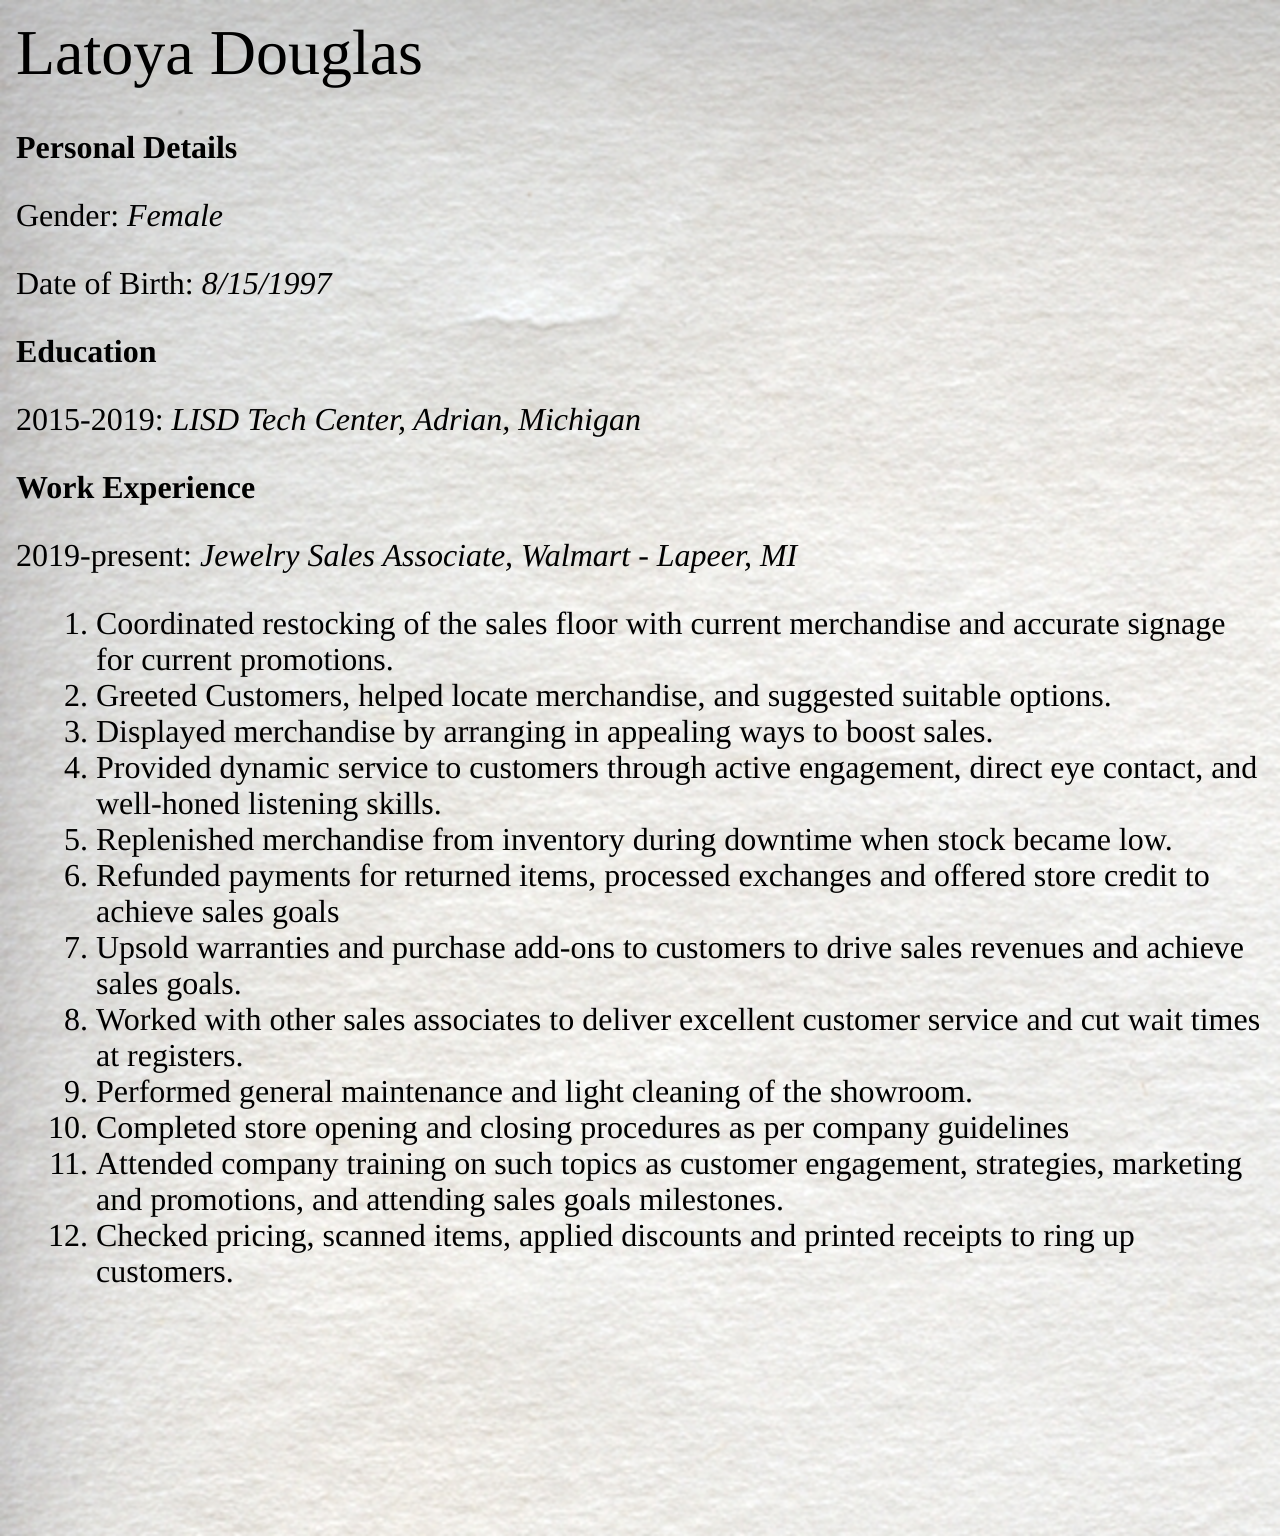 Latoya Douglas
Personal Details
Gender: Female
Date of Birth: 8/15/1997
Education
2015-2019: LISD Tech Center, Adrian, Michigan
Work Experience
2019-present: Jewelry Sales Associate, Walmart - Lapeer, MI
1. Coordinated restocking of the sales floor with current merchandise and accurate signage
for current promotions.
2. Greeted Customers, helped locate merchandise, and suggested suitable options.
3. Displayed merchandise by arranging in appealing ways to boost sales.
4. Provided dynamic service to customers through active engagement, direct eye contact, and
well-honed listening skills.
5. Replenished merchandise from inventory during downtime when stock became low.
6. Refunded payments for returned items, processed exchanges and offered store credit to
achieve sales goals
7. Upsold warranties and purchase add-ons to customers to drive sales revenues and achieve
sales goals.
8. Worked with other sales associates to deliver excellent customer service and cut wait times
at registers.
9. Performed general maintenance and light cleaning of the showroom.
10. Completed store opening and closing procedures as per company guidelines
11. Attended company training on such topics as customer engagement, strategies, marketing
and promotions, and attending sales goals milestones.
12. Checked pricing, scanned items, applied discounts and printed receipts to ring up
customers.